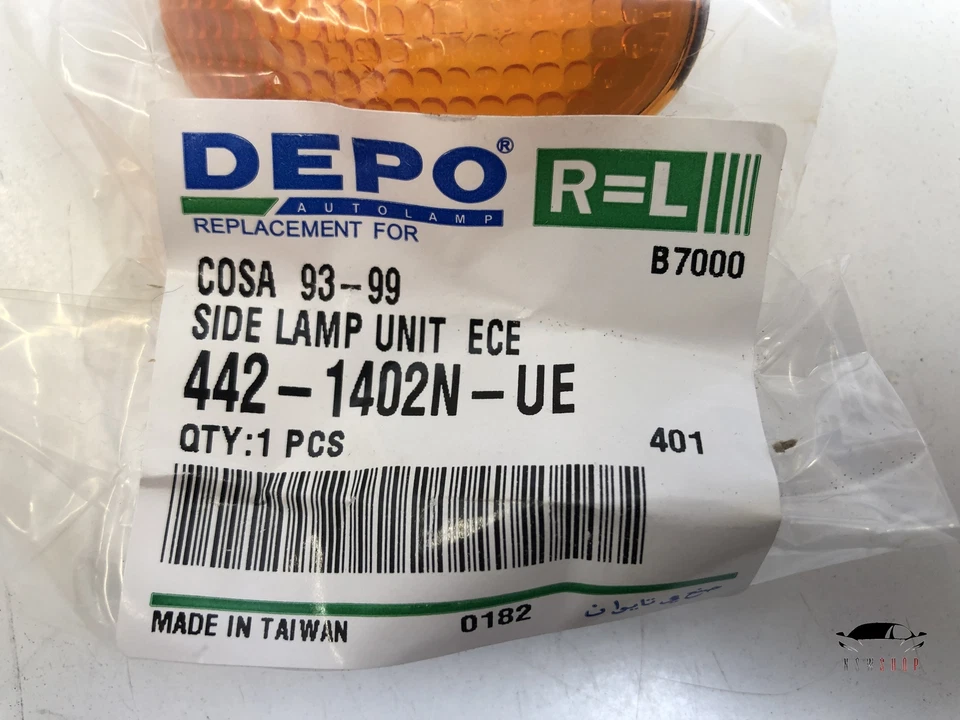 DEPO®
AUTOLAMP
R=L
REPLACEMENT FOR
B7000
COSA 93-99
SIDE LAMP UNIT ECE
442-1402N-UE
QTY:1 PCS
401
MADE IN TAIWAN
0182
صنع في تايوان